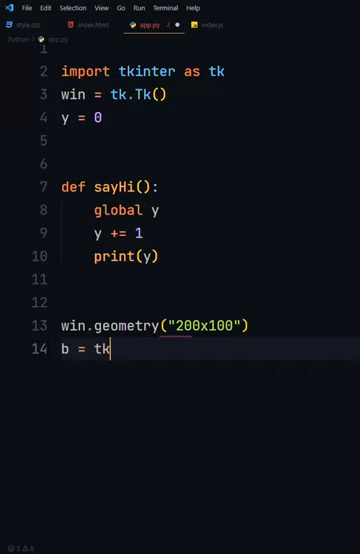 File Edit Selection View Go Run Terminal Help
style.css index.html app.py 2 index.js
Python > app.py
1
2 import tkinter as tk
3 win = tk.Tk()
4 y = 0
5
6
7 def sayHi():
8 global y
9 y += 1
10 print(y)
11
12
13 win.geometry("200x100")
14 b = tk